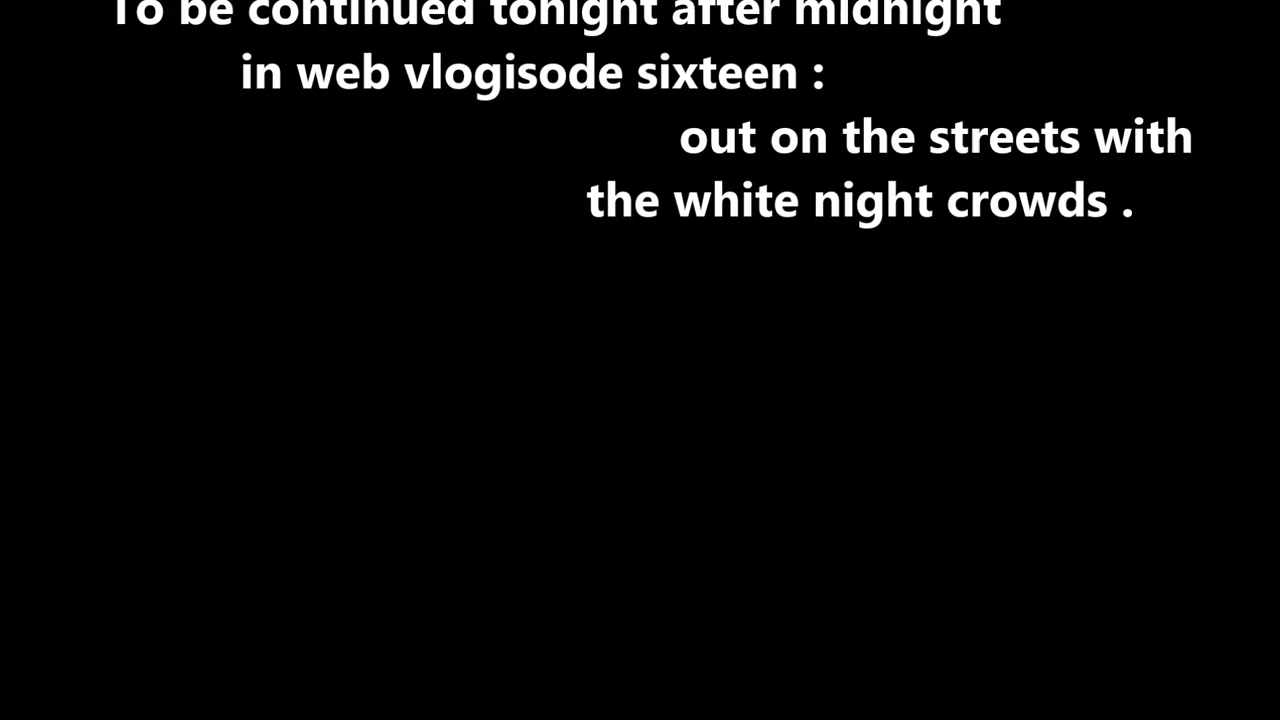 To be continued tonight after midnight
in web vlogisode sixteen :
out on the streets with
the white night crowds .